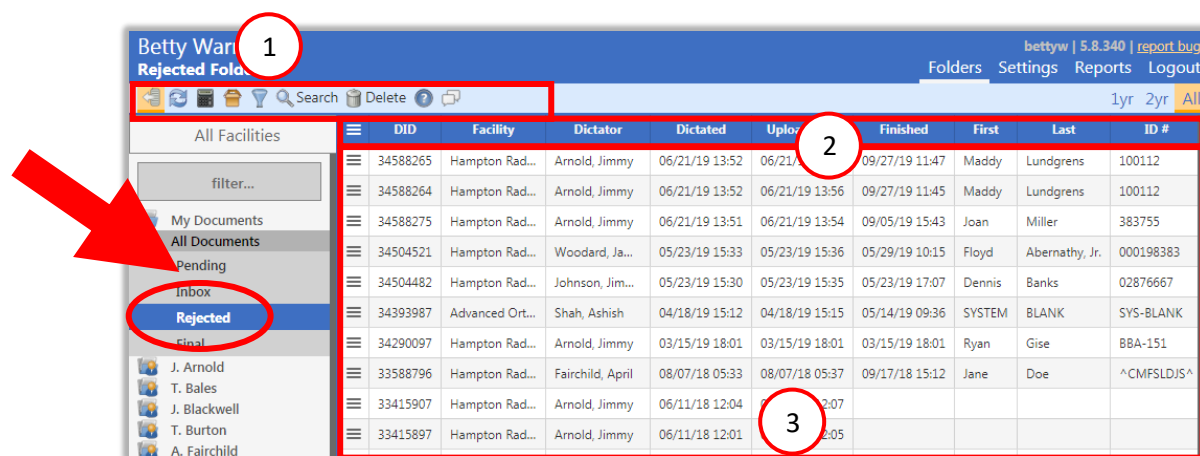 Betty War
1
bettyw | 5.8.340 | report bug
Rejected Fold
Folders Settings Reports Logout
Search Delete
1yr 2yr All
All Facilities
filter...
My Documents
All Documents
Pending
Inbox
Rejected
Final
J. Arnold
T. Bales
J. Blackwell
T. Burton
A. Fairchild
DID Facility Dictator Dictated Uploa Finished First Last ID #
2
34588265 Hampton Rad... Arnold, Jimmy 06/21/19 13:52 06/21/ 09/27/19 11:47 Maddy Lundgrens 100112
34588264 Hampton Rad... Arnold, Jimmy 06/21/19 13:52 06/21/19 13:56 09/27/19 11:45 Maddy Lundgrens 100112
34588275 Hampton Rad... Arnold, Jimmy 06/21/19 13:51 06/21/19 13:54 09/05/19 15:43 Joan Miller 383755
34504521 Hampton Rad... Woodard, Ja... 05/23/19 15:33 05/23/19 15:36 05/29/19 10:15 Floyd Abernathy, Jr. 000198383
34504482 Hampton Rad... Johnson, Jim... 05/23/19 15:30 05/23/19 15:35 05/23/19 17:07 Dennis Banks 02876667
34393987 Advanced Ort... Shah, Ashish 04/18/19 15:12 04/18/19 15:15 05/14/19 09:36 SYSTEM BLANK SYS-BLANK
34290097 Hampton Rad... Arnold, Jimmy 03/15/19 18:01 03/15/19 18:01 03/15/19 18:01 Ryan Gise BBA-151
33588796 Hampton Rad... Fairchild, April 08/07/18 05:33 08/07/18 05:37 09/17/18 15:12 Jane Doe ^CMFSLDJS^
33415907 Hampton Rad... Arnold, Jimmy 06/11/18 12:04 2:07
3
33415897 Hampton Rad... Arnold, Jimmy 06/11/18 12:01 2:05